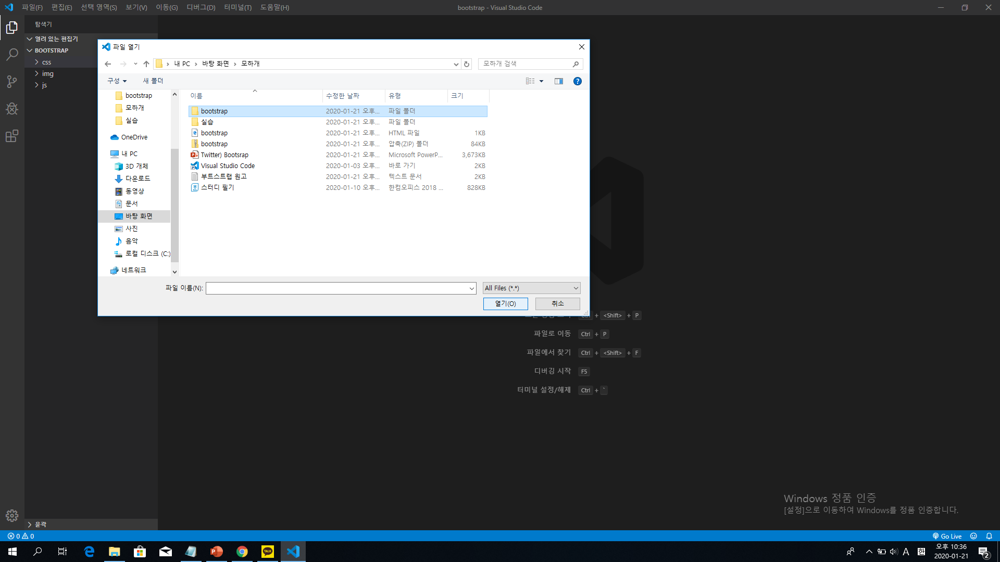 파일(F) 편집(E) 선택 영역(S) 보기(V) 이동(G) 디버그(D) 터미널(T) 도움말(H)
bootstrap - Visual Studio Code
탐색기
열려 있는 편집기
BOOTSTRAP
css
img
js
윤곽
파일 열기
내 PC 바탕 화면 모하개
모하개 검색
구성 새 폴더
bootstrap
모하개
실습
OneDrive
내 PC
3D 개체
다운로드
동영상
문서
바탕 화면
사진
음악
로컬 디스크 (C:)
네트워크
이름 수정한 날짜 유형 크기
bootstrap 2020-01-21 오후... 파일 폴더
실습 2020-01-21 오후... 파일 폴더
bootstrap 2020-01-21 오후... HTML 파일 1KB
bootstrap 2020-01-21 오후... 압축(ZIP) 폴더 84KB
Twitter) Bootsrap 2020-01-21 오후... Microsoft PowerP... 3,673KB
Visual Studio Code 2020-01-03 오후... 바로 가기 2KB
부트스트랩 원고 2020-01-21 오후... 텍스트 문서 2KB
스터디 필기 2020-01-10 오후... 한컴오피스 2018 ... 828KB
파일 이름(N): All Files (*.*)
열기(O) 취소
+ <Shift> + P
파일로 이동 Ctrl + P
파일에서 찾기 Ctrl + <Shift> + F
디버깅 시작 F5
터미널 설정/해제 Ctrl + `
Windows 정품 인증
[설정]으로 이동하여 Windows를 정품 인증합니다.
0 0
Go Live
TALK
A 한
오후 10:36
2020-01-21
2